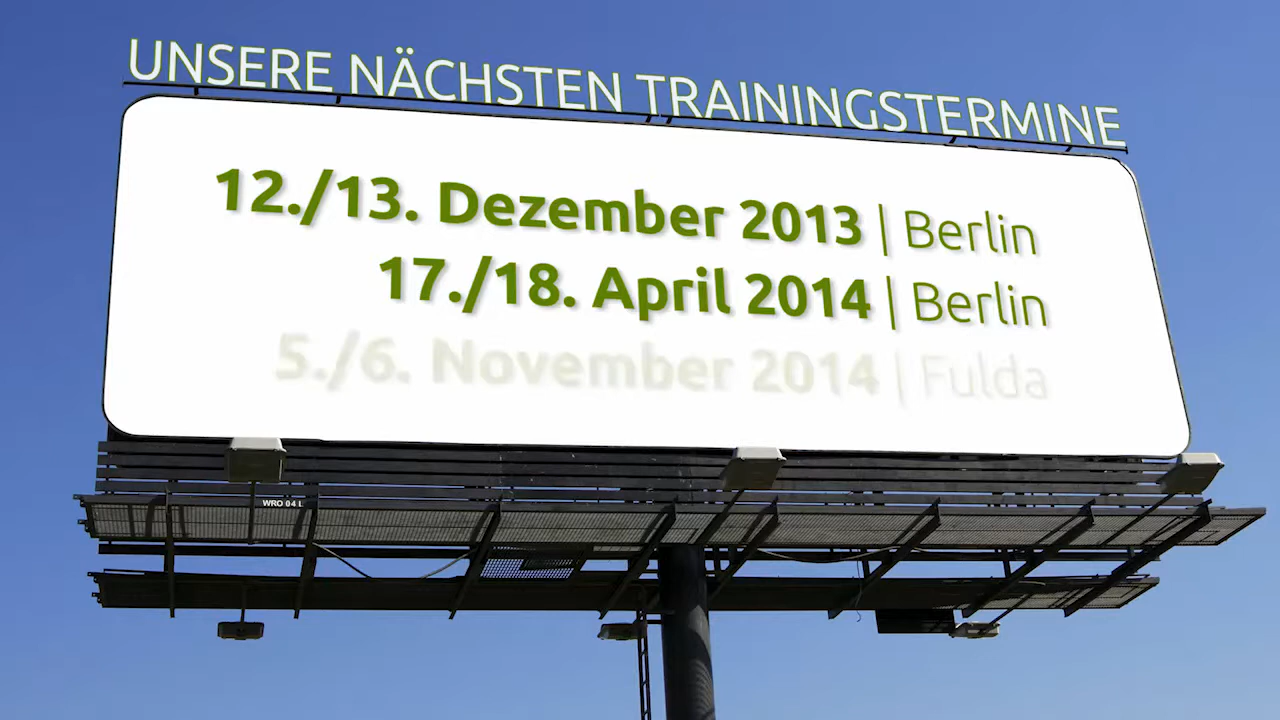 UNSERE NÄCHSTEN TRAININGSTERMINE
12./13. Dezember 2013 | Berlin
17./18. April 2014 | Berlin
5./6. November 2014 | Fulda
WRO 04 L